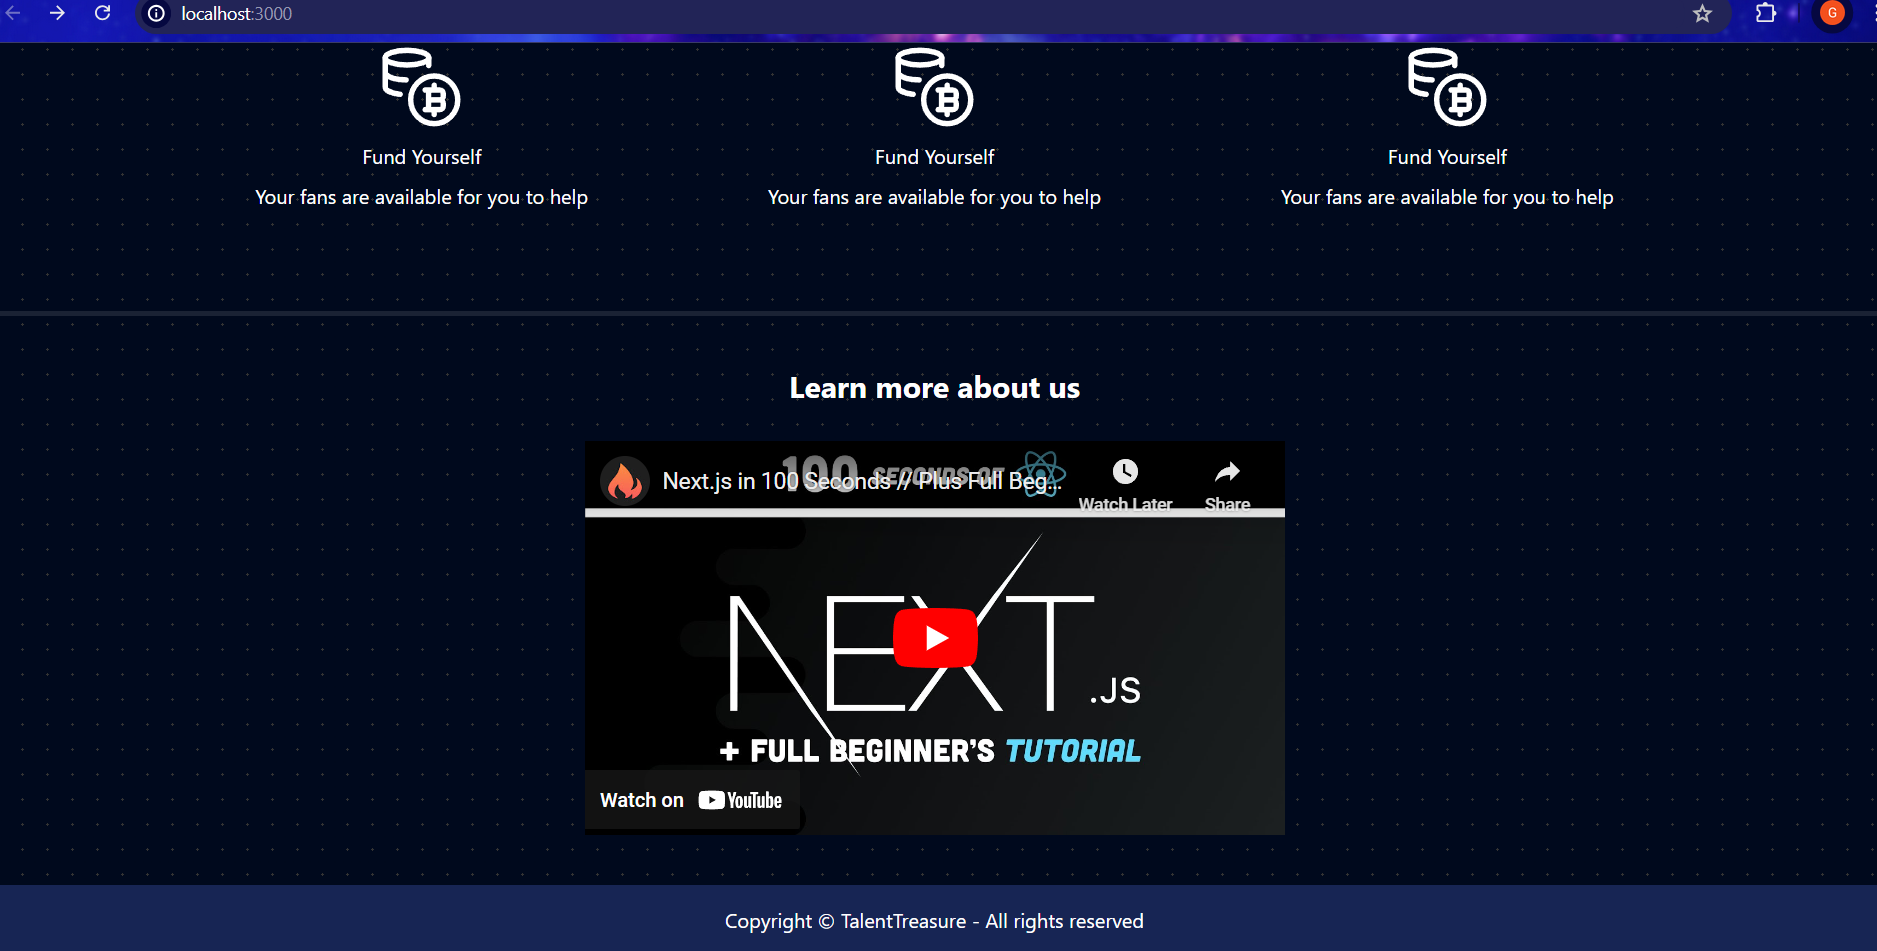 localhost:3000
G
Fund Yourself
Your fans are available for you to help
Fund Yourself
Your fans are available for you to help
Fund Yourself
Your fans are available for you to help
Learn more about us
100 SECONDS OF
Next.js in 100 Seconds // Plus Full Beg...
Watch Later
Share
NEXT
.JS
+ FULL BEGINNER'S TUTORIAL
Watch on YouTube
Copyright © TalentTreasure - All rights reserved